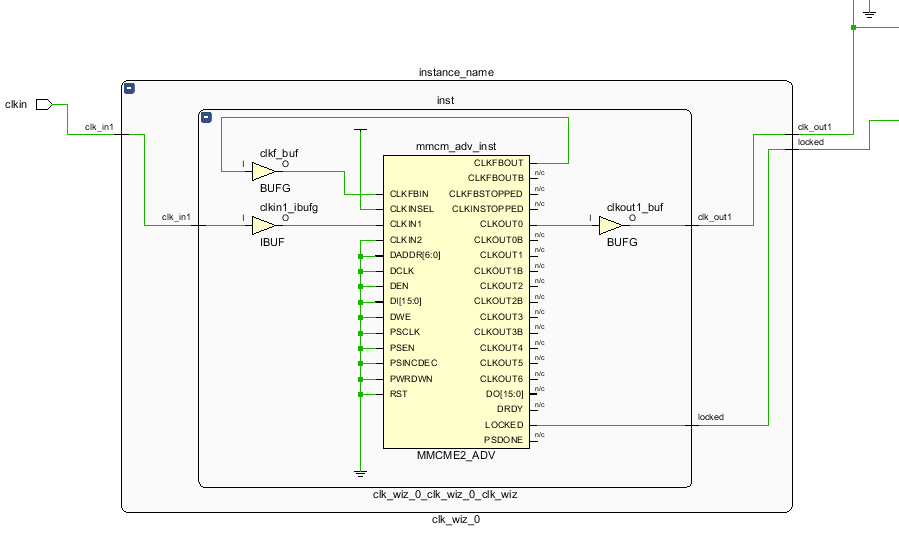 instance_name
clkin
inst
clk_in1
clk_out1
locked
mmcm_adv_inst
clkf_buf
I O
BUFG
CLKFBOUT
CLKFBOUTB n/c
CLKFBIN CLKFBSTOPPED n/c
CLKINSEL CLKINSTOPPED n/c
clk_in1
clkin1_ibufg
I O
IBUF
CLKIN1 CLKOUT0
clkout1_buf
I O
BUFG
clk_out1
CLKIN2 CLKOUT0B n/c
DADDR[6:0] CLKOUT1 n/c
DCLK CLKOUT1B n/c
DEN CLKOUT2 n/c
DI[15:0] CLKOUT2B n/c
DWE CLKOUT3 n/c
PSCLK CLKOUT3B n/c
PSEN CLKOUT4 n/c
PSINCDEC CLKOUT5 n/c
PWRDWN CLKOUT6 n/c
RST DO[15:0] n/c
DRDY n/c
LOCKED locked
PSDONE n/c
MMCME2_ADV
clk_wiz_0_clk_wiz_0_clk_wiz
clk_wiz_0